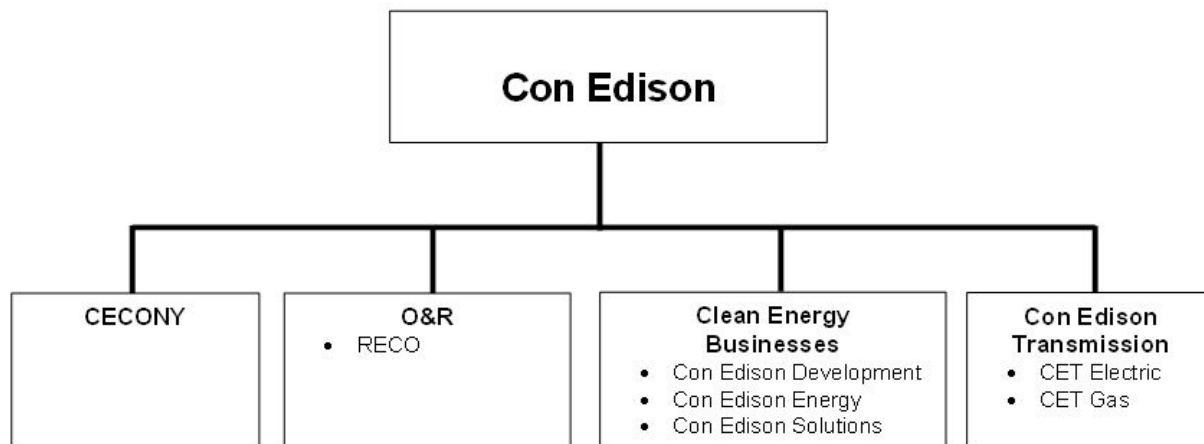 Con Edison
CECONY
O&R
• RECO
Clean Energy
Businesses
• Con Edison Development
• Con Edison Energy
• Con Edison Solutions
Con Edison
Transmission
• CET Electric
• CET Gas